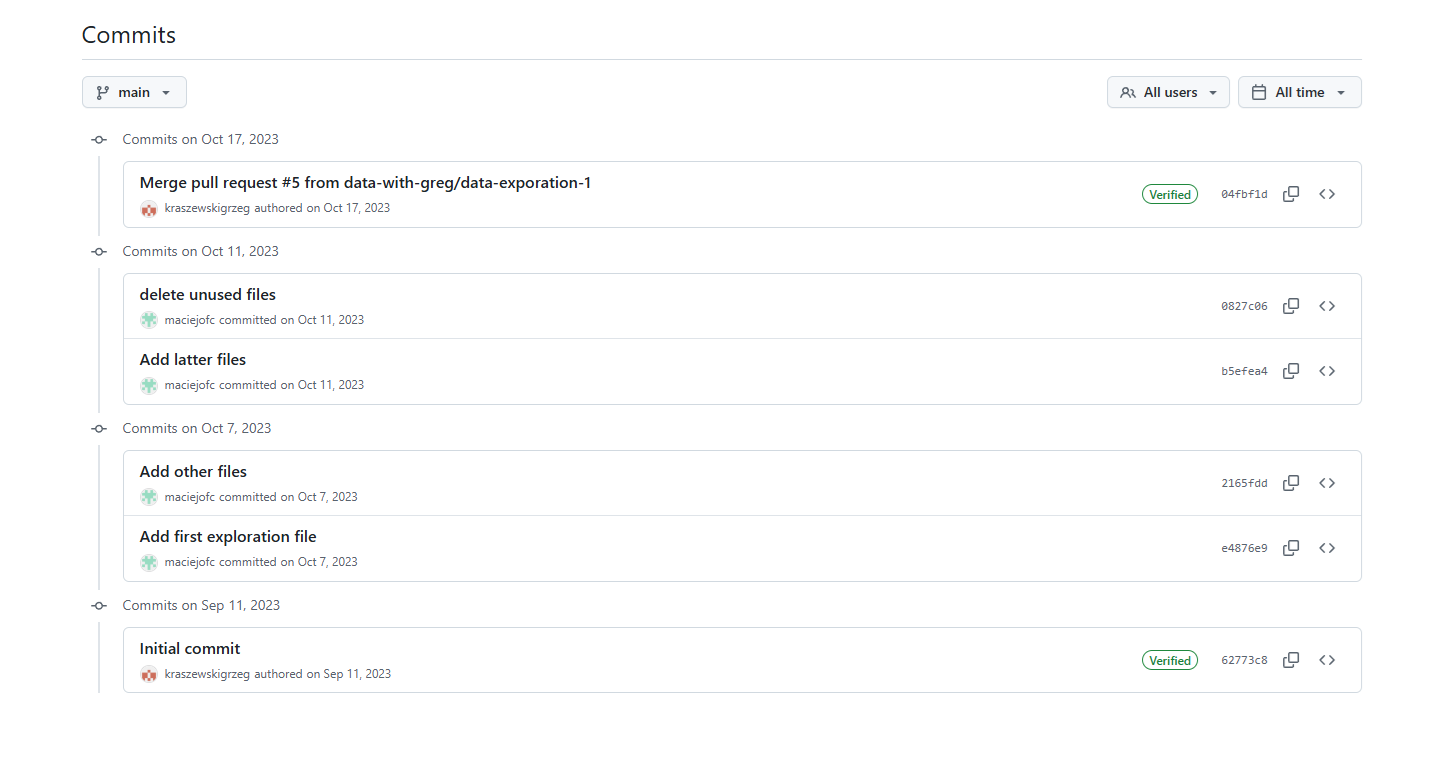 Commits
main
All users
All time
Commits on Oct 17, 2023
Merge pull request #5 from data-with-greg/data-exporation-1
kraszewskigrzeg authored on Oct 17, 2023
Verified
04fbf1d
Commits on Oct 11, 2023
delete unused files
maciejofc committed on Oct 11, 2023
0827c06
Add latter files
maciejofc committed on Oct 11, 2023
b5efea4
Commits on Oct 7, 2023
Add other files
maciejofc committed on Oct 7, 2023
2165fdd
Add first exploration file
maciejofc committed on Oct 7, 2023
e4876e9
Commits on Sep 11, 2023
Initial commit
kraszewskigrzeg authored on Sep 11, 2023
Verified
62773c8